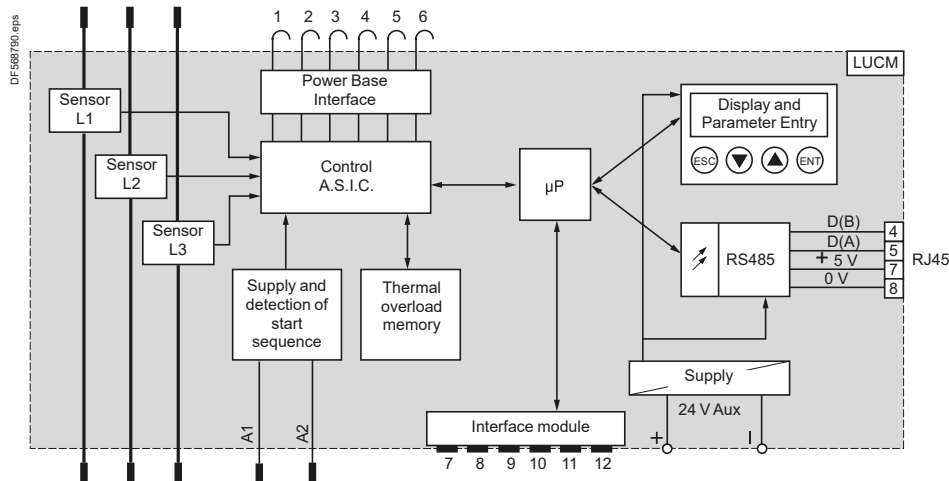 DF568790.eps
1 2 3 4 5 6
LUCM
Power Base
Interface
Sensor
L1
Display and
Parameter Entry
ESC ENT
Sensor
L2
Control
A.S.I.C.
µP
Sensor
L3
RS485
D(B) 4
D(A) 5
+ 5 V 7
0 V 8
RJ45
Supply and
detection of
start
sequence
Thermal
overload
memory
Supply
24 V Aux
+ –
A1 A2
Interface module
7 8 9 10 11 12